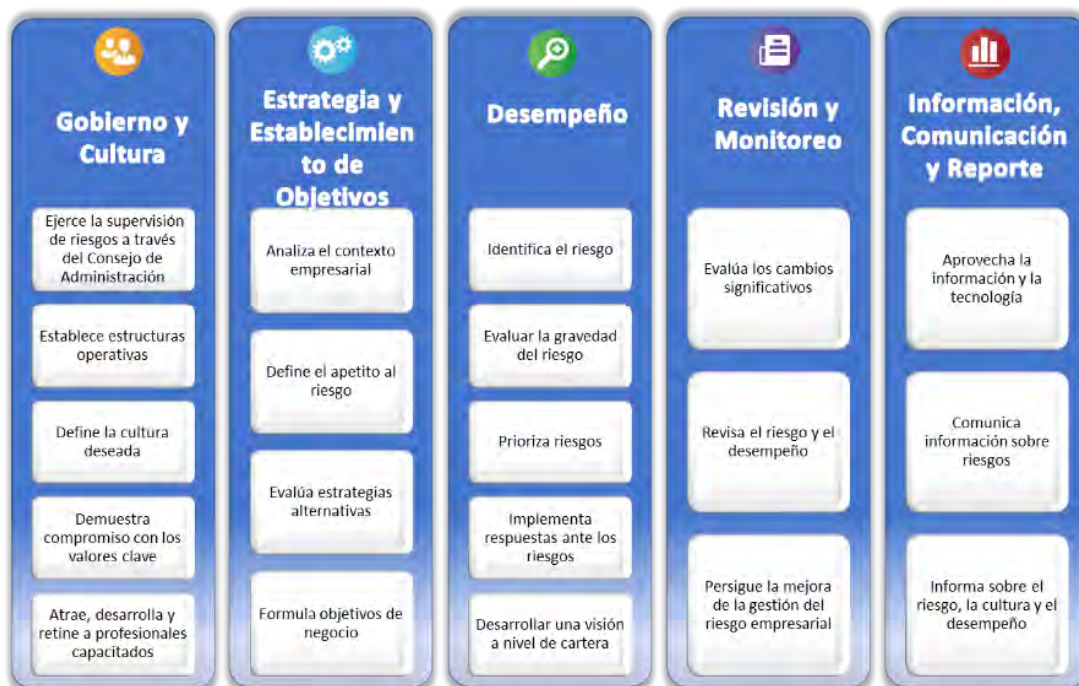 Gobierno y
Cultura
Ejerce la supervisión
de riesgos a través
del Consejo de
Administración
Establece estructuras
operativas
Define la cultura
deseada
Demuestra
compromiso con los
valores clave
Atrae, desarrolla y
retine a profesionales
capacitados
Estrategia y
Establecimien
to de
Objetivos
Analiza el contexto
empresarial
Define el apetito al
riesgo
Evalúa estrategias
alternativas
Formula objetivos de
negocio
Desempeño
Identifica el riesgo
Evaluar la gravedad
del riesgo
Prioriza riesgos
Implementa
respuestas ante los
riesgos
Desarrollar una visión
a nivel de cartera
Revisión y
Monitoreo
Evalúa los cambios
significativos
Revisa el riesgo y el
desempeño
Persigue la mejora
de la gestión del
riesgo empresarial
Información,
Comunicación
y Reporte
Aprovecha la
información y la
tecnología
Comunica
información sobre
riesgos
Informa sobre el
riesgo, la cultura y el
desempeño